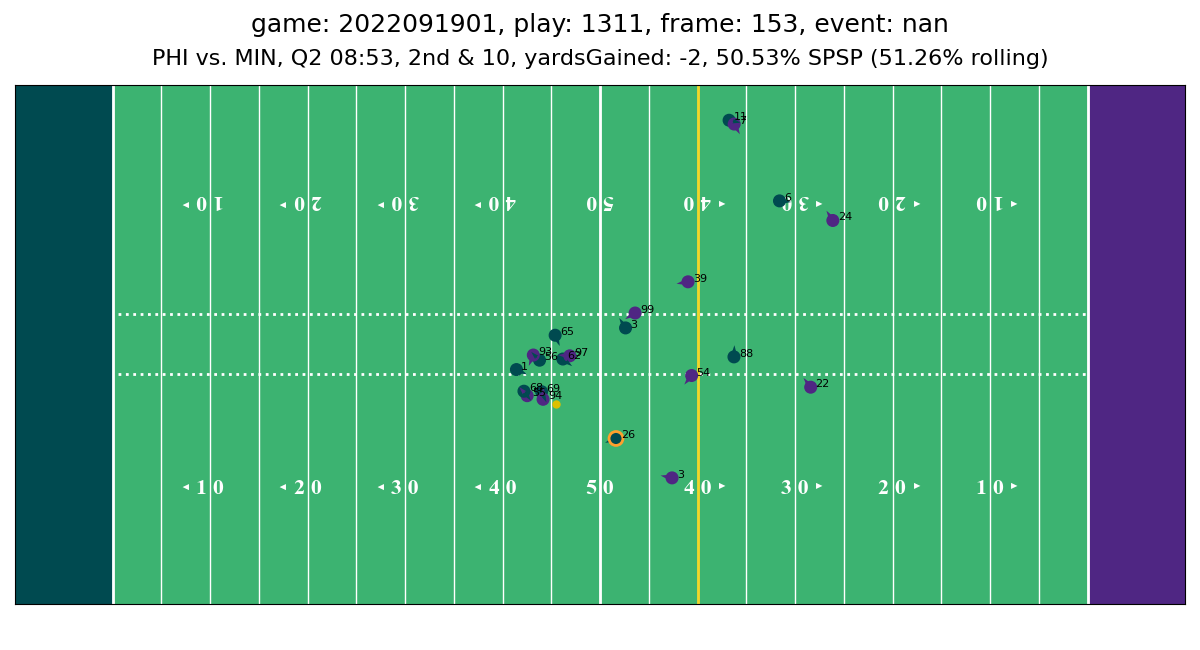 game: 2022091901, play: 1311, frame: 153, event: nan
PHI vs. MIN, Q2 08:53, 2nd & 10, yardsGained: -2, 50.53% SPSP (51.26% rolling)
11
7
6
10 20 30 40 50 40 30 20 10
24
39
99
3
65
93 56 62 97
88
1
54
68 55 69 94
22
26
3
10 20 30 40 50 40 30 20 10